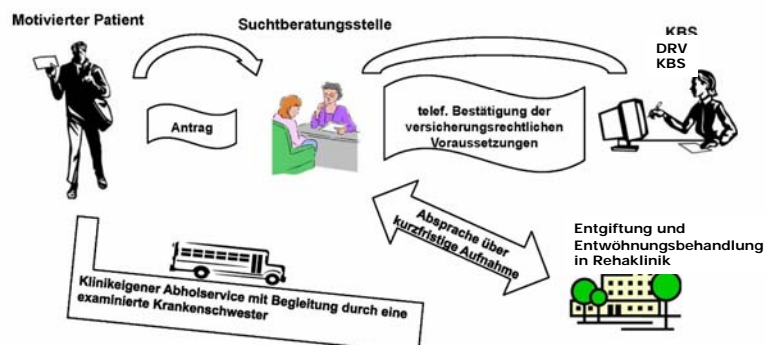 Motivierter Patient
Suchtberatungsstelle
KBS
DRV
KBS
Antrag
telef. Bestätigung der
versicherungsrechtlichen
Voraussetzungen
Absprache über
kurzfristige Aufnahme
Entgiftung und
Entwöhnungsbehandlung
in Rehaklinik
Klinikeigener Abholservice mit Begleitung durch eine
examinierte Krankenschwester